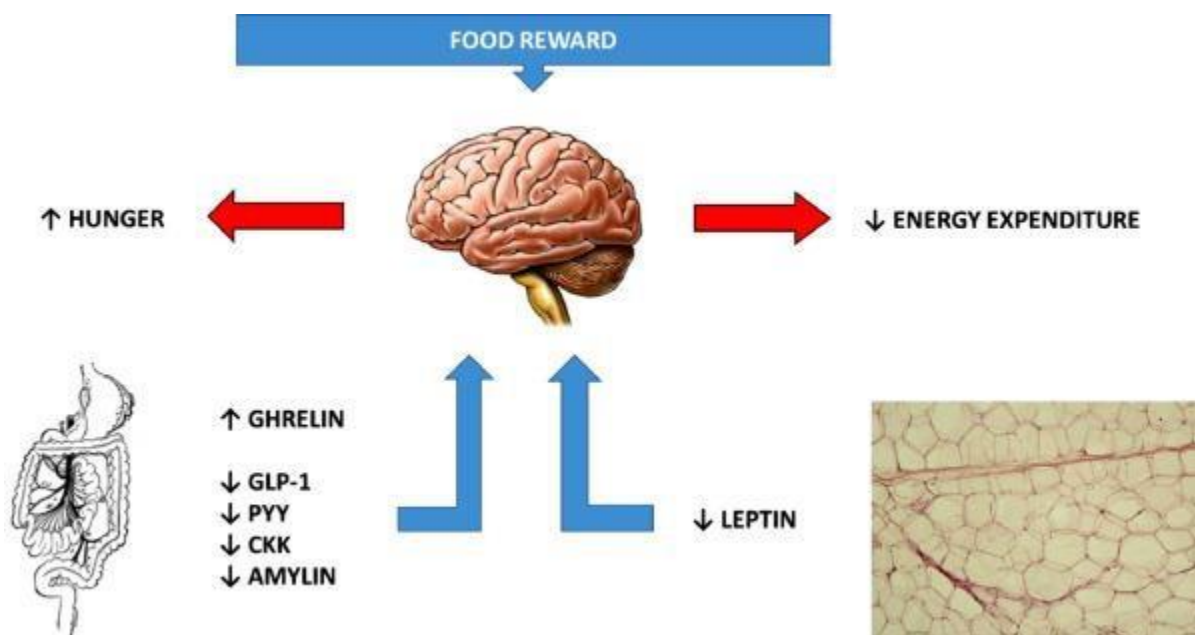 FOOD REWARD
↑ HUNGER
↓ ENERGY EXPENDITURE
↑ GHRELIN
↓ GLP-1
↓ PYY
↓ CKK
↓ AMYLIN
↓ LEPTIN